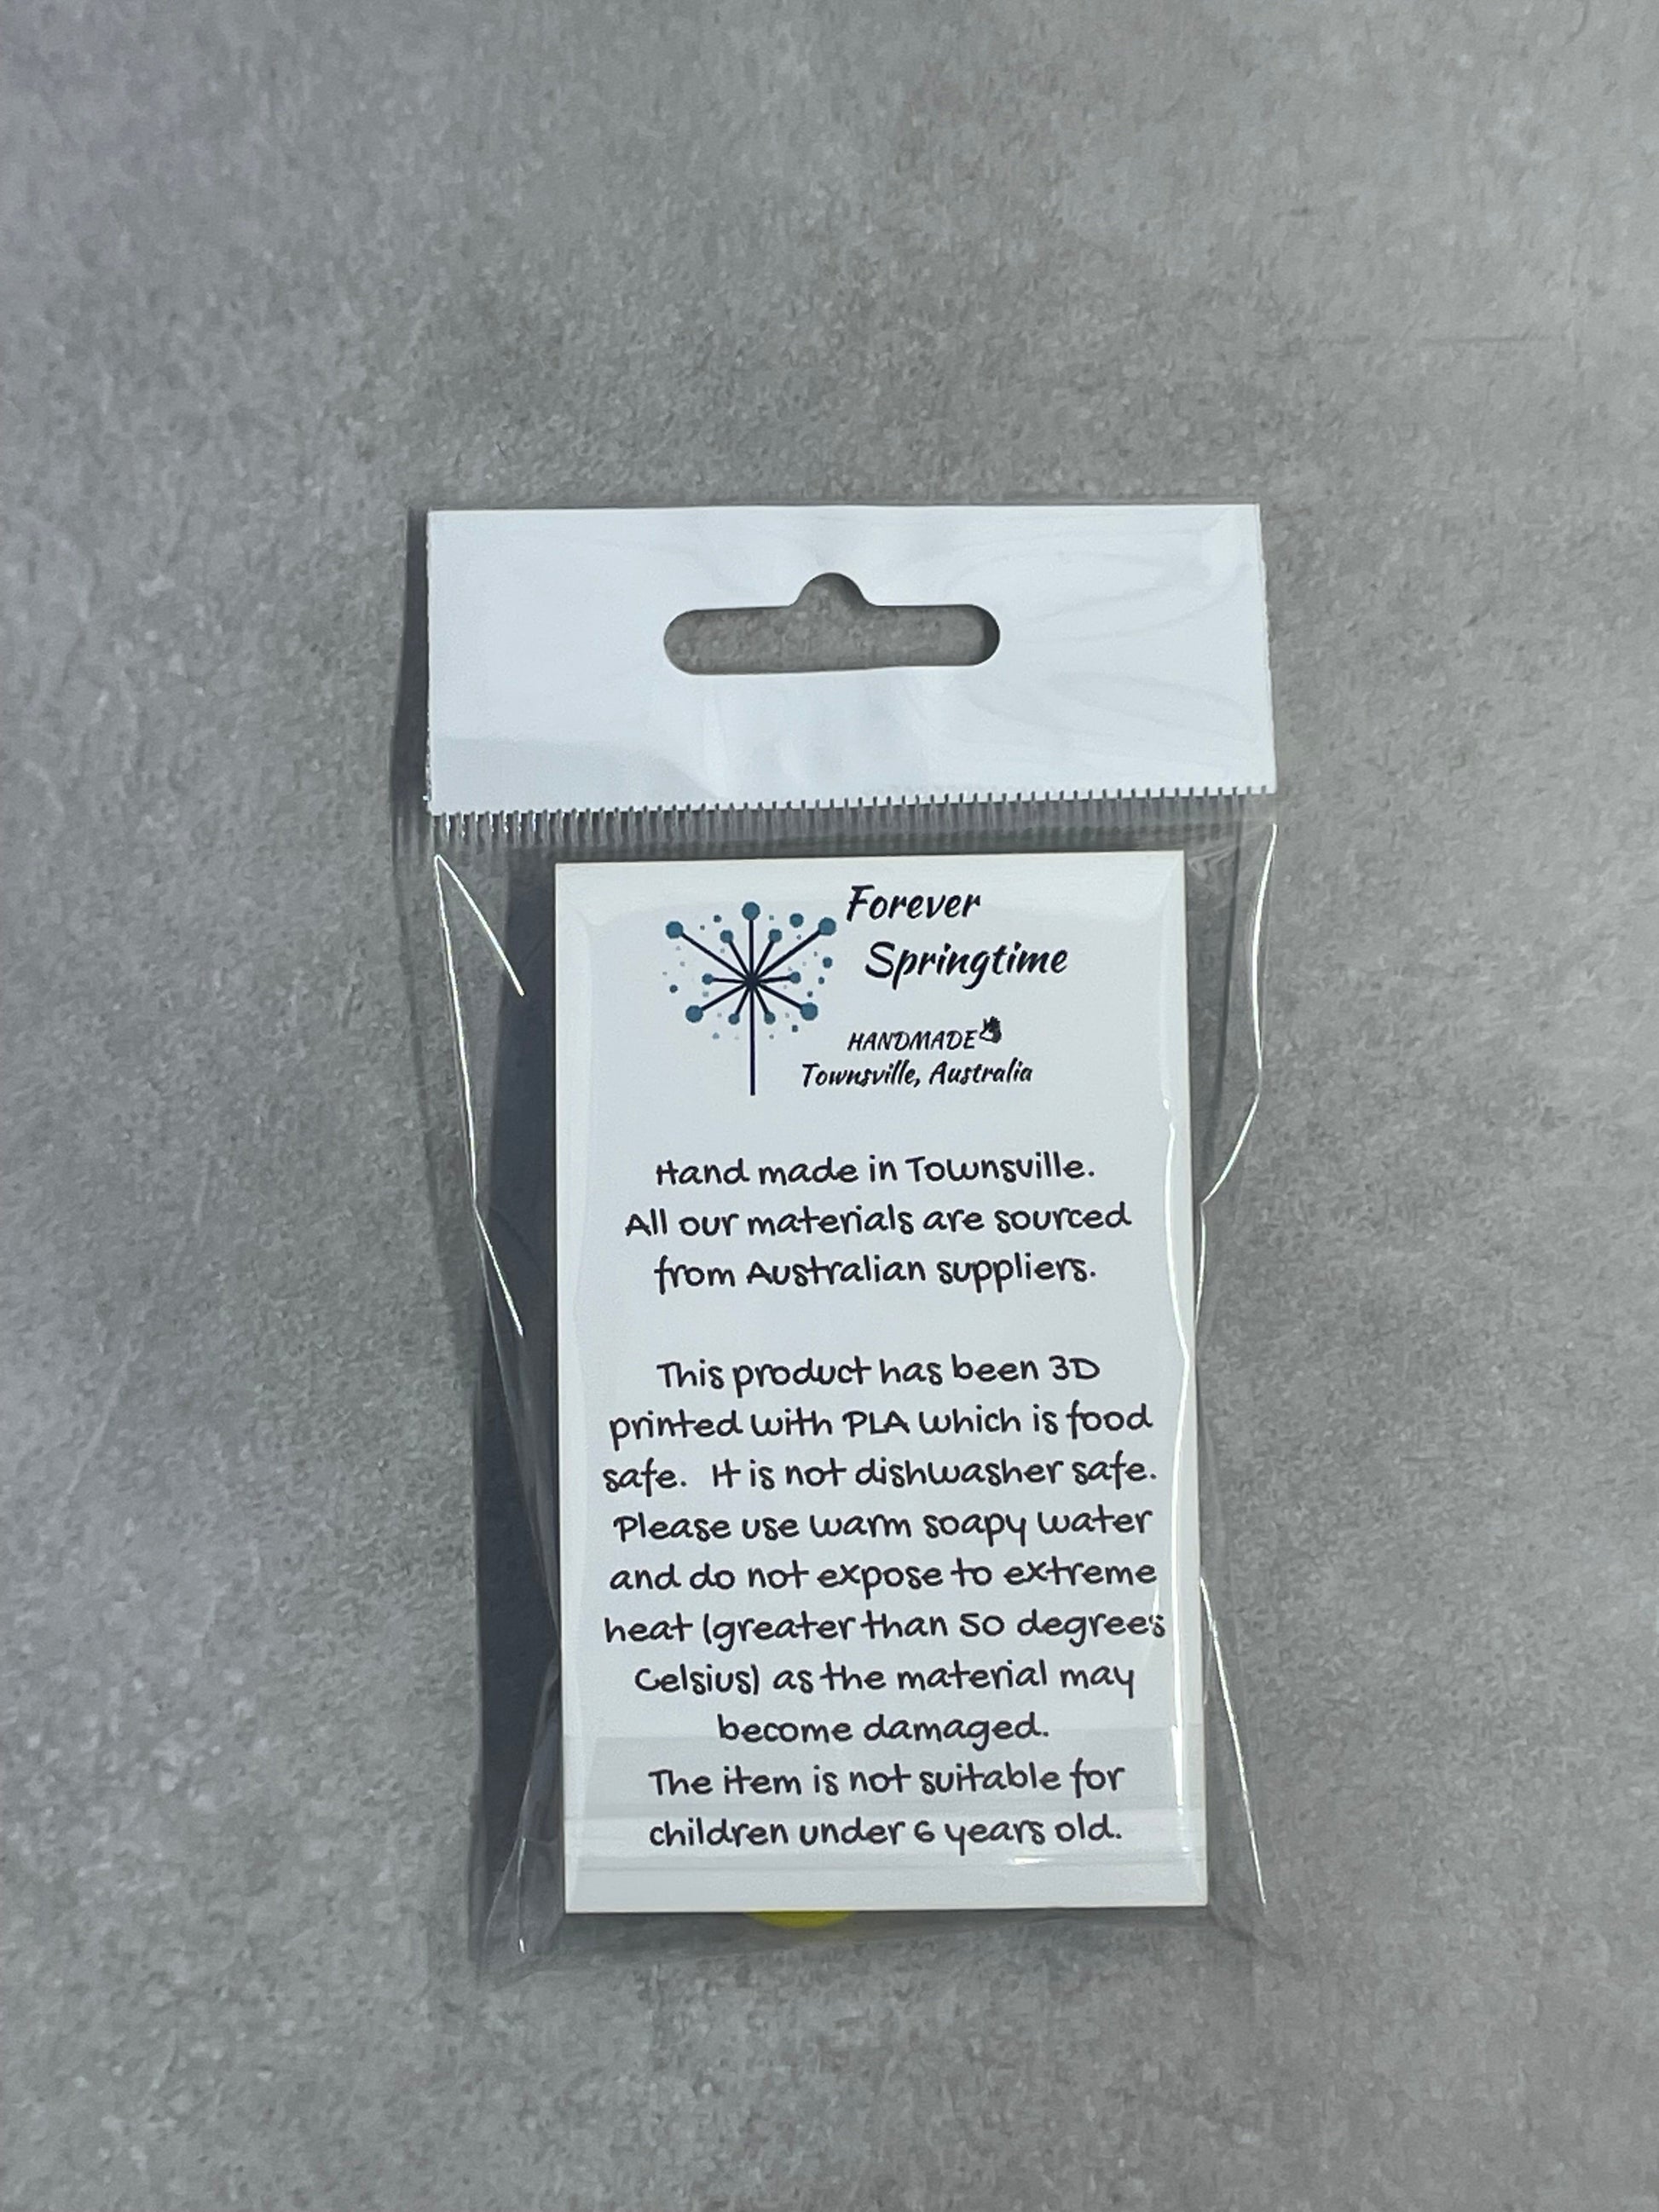 Forever
Springtime
HANDMADE
Townsville, Australia
Hand made in Townsville.
All our materials are sourced
from Australian suppliers.
This product has been 3D
printed with PLA which is food
safe. It is not dishwasher safe.
Please use warm soapy water
and do not expose to extreme
heat (greater than 50 degrees
Celsius) as the material may
become damaged.
The item is not suitable for
children under 6 years old.